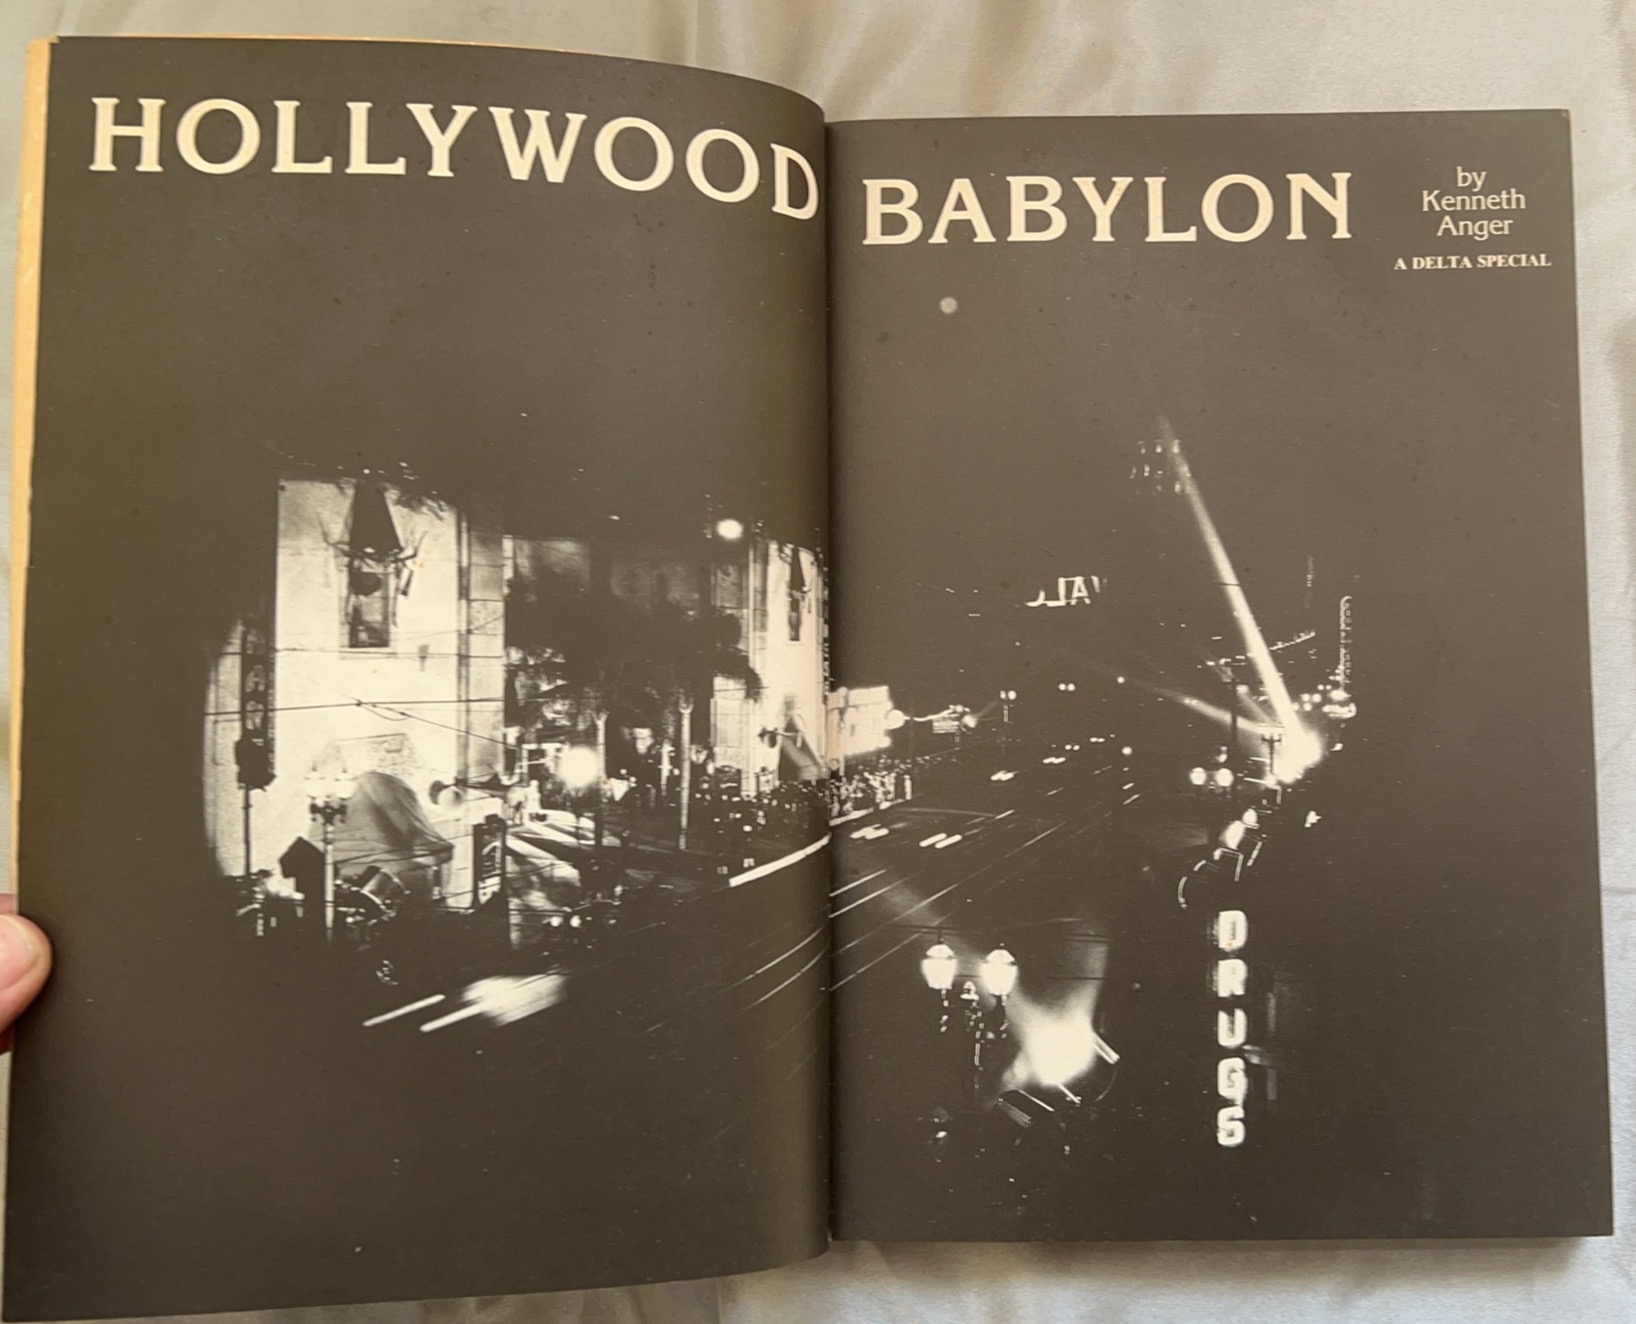 HOLLYWOOD BABYLON
by
Kenneth
Anger
A DELTA SPECIAL
DRUGS